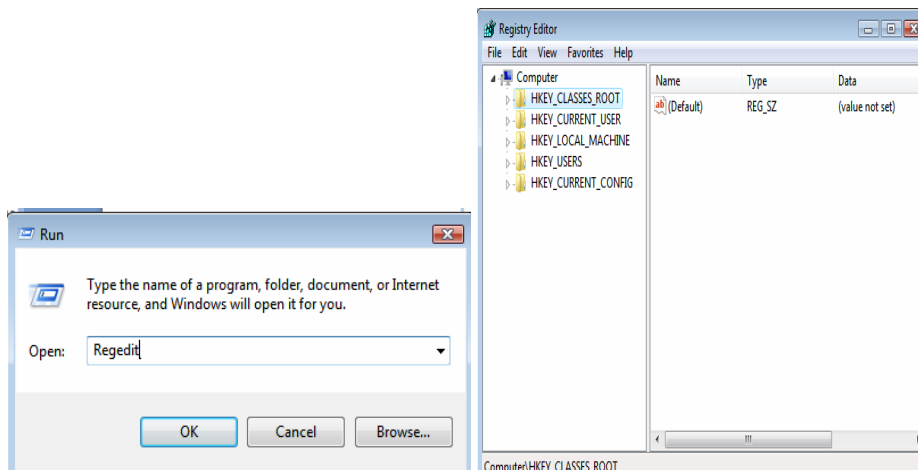 Run
Type the name of a program, folder, document, or Internet
resource, and Windows will open it for you.
Open:
Regedit
OK
Cancel
Browse...
Registry Editor
File Edit View Favorites Help
Computer
HKEY_CLASSES_ROOT
HKEY_CURRENT_USER
HKEY_LOCAL_MACHINE
HKEY_USERS
HKEY_CURRENT_CONFIG
Name Type Data
ab (Default) REG_SZ (value not set)
Computer\HKEY_CLASSES_ROOT